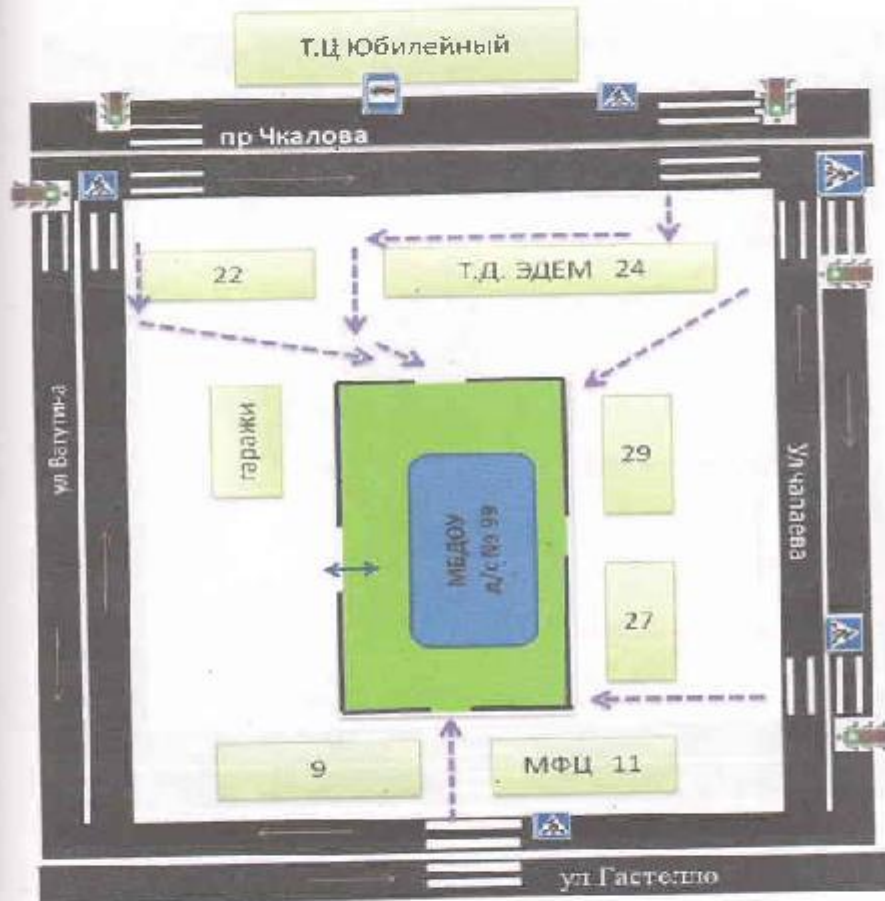 Т.Ц Юбилейный
пр Чкалова
22
Т.Д. ЭДЕМ 24
ул Ватутина
гаражи
МБДОУ
д/с № 99
29
Ул чапаева
27
9
МФЦ 11
ул Гастелло